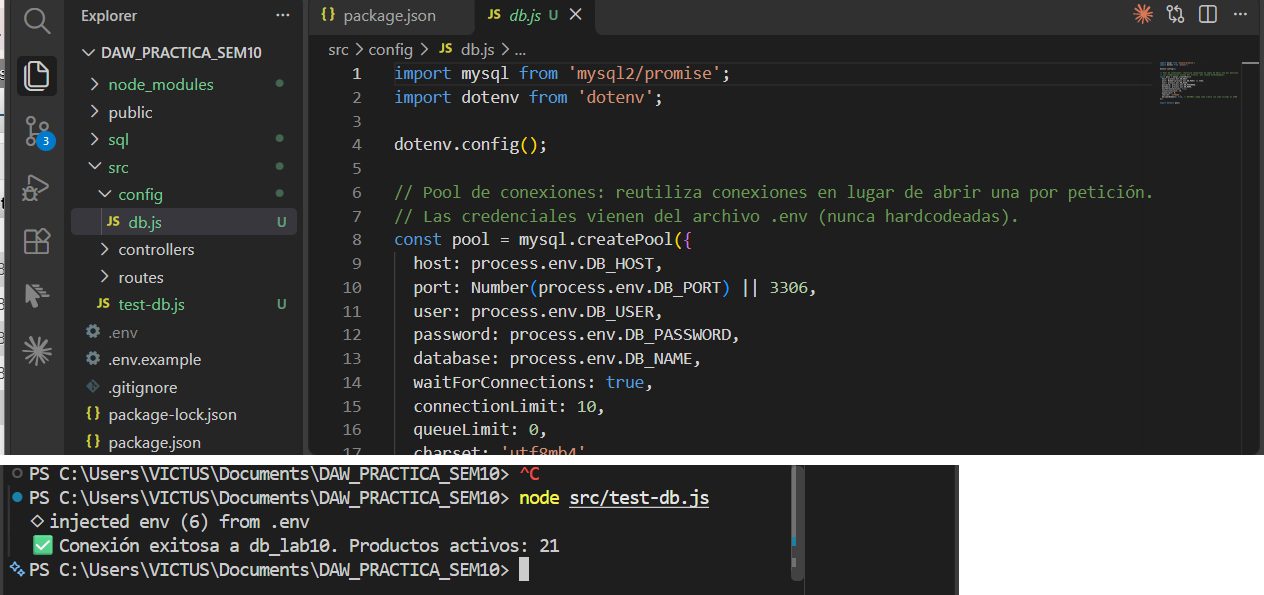 Explorer
DAW_PRACTICA_SEM10
node_modules
public
sql
src
config
JS db.js U
controllers
routes
JS test-db.js U
.env
.env.example
.gitignore
{} package-lock.json
{} package.json
3
{} package.json JS db.js U
src > config > JS db.js > ...
1 import mysql from 'mysql2/promise';
2 import dotenv from 'dotenv';
3
4 dotenv.config();
5
6 // Pool de conexiones: reutiliza conexiones en lugar de abrir una por petición.
7 // Las credenciales vienen del archivo .env (nunca hardcodeadas).
8 const pool = mysql.createPool({
9 host: process.env.DB_HOST,
10 port: Number(process.env.DB_PORT) || 3306,
11 user: process.env.DB_USER,
12 password: process.env.DB_PASSWORD,
13 database: process.env.DB_NAME,
14 waitForConnections: true,
15 connectionLimit: 10,
16 queueLimit: 0,
17 charset: 'utf8mb4'
PS C:\Users\VICTUS\Documents\DAW_PRACTICA_SEM10> ^C
PS C:\Users\VICTUS\Documents\DAW_PRACTICA_SEM10> node src/test-db.js
injected env (6) from .env
Conexión exitosa a db_lab10. Productos activos: 21
PS C:\Users\VICTUS\Documents\DAW_PRACTICA_SEM10>